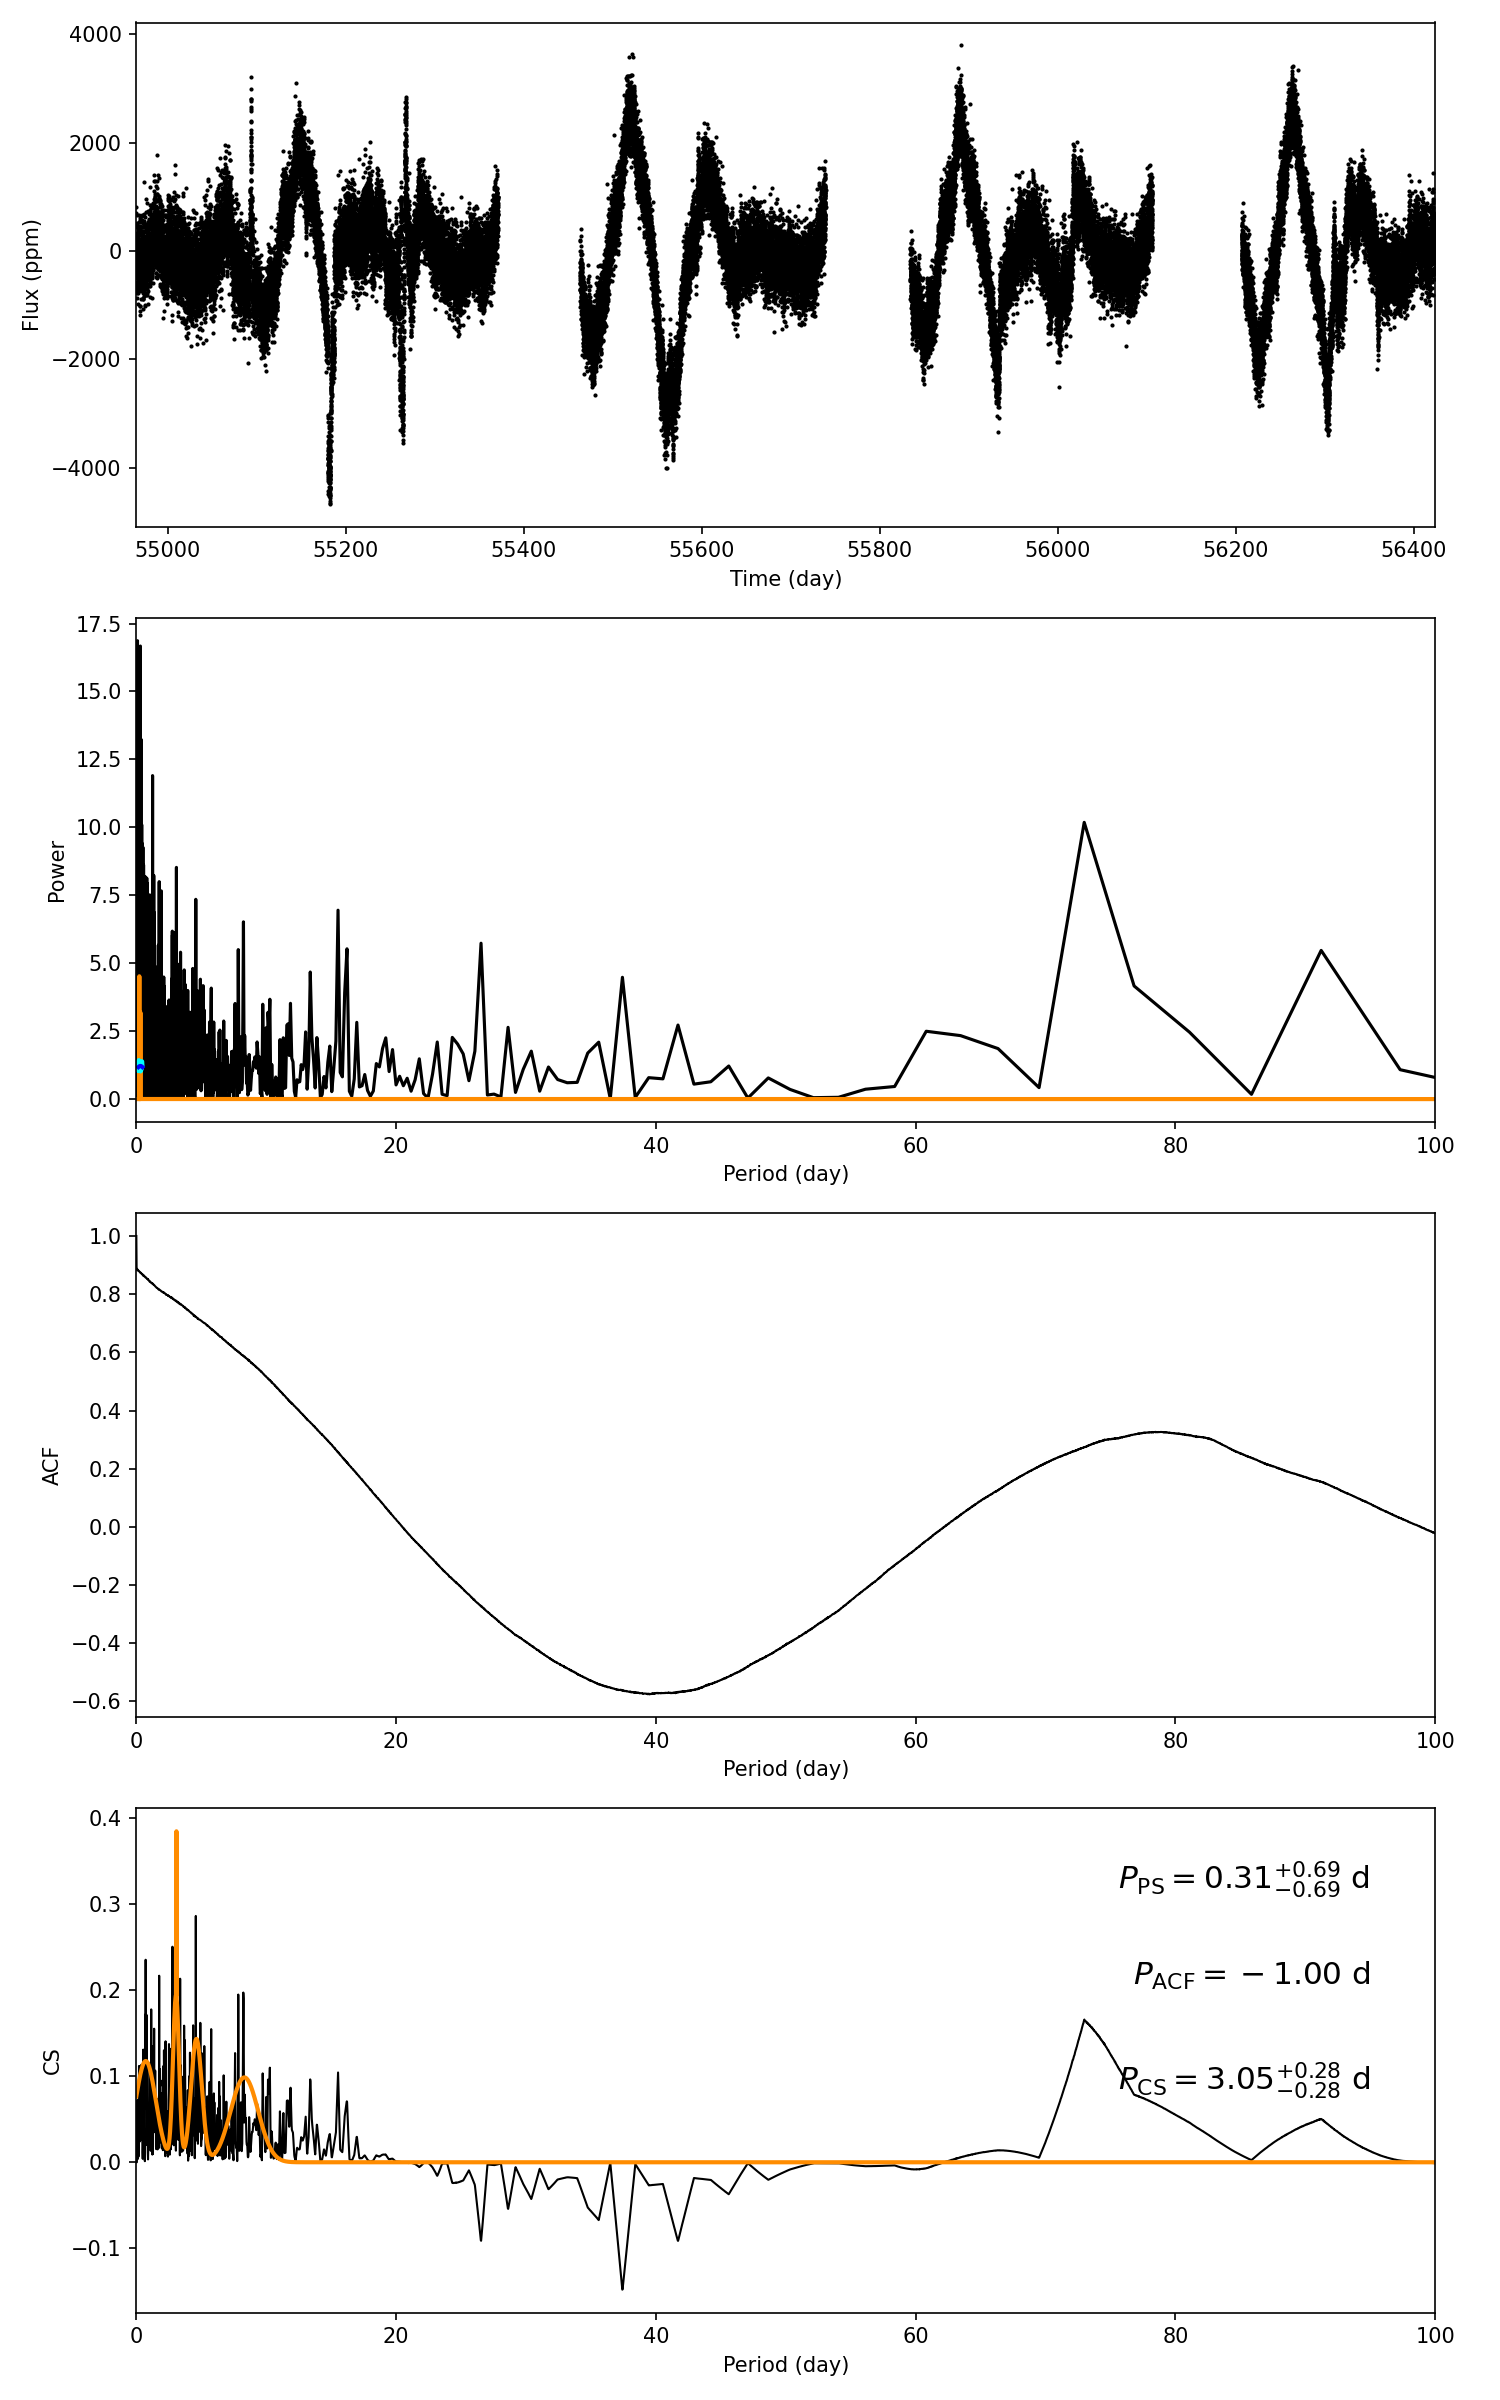 4000
2000
0
−2000
−4000
Flux (ppm)
55000 55200 55400 55600 55800 56000 56200 56400
Time (day)
17.5
15.0
12.5
10.0
7.5
5.0
2.5
0.0
Power
0 20 40 60 80 100
Period (day)
1.0
0.8
0.6
0.4
0.2
0.0
−0.2
−0.4
−0.6
ACF
0 20 40 60 80 100
Period (day)
0.4
0.3
0.2
0.1
0.0
−0.1
CS
P_PS = 0.31^{+0.69}_{−0.69} d
P_ACF = −1.00 d
P_CS = 3.05^{+0.28}_{−0.28} d
0 20 40 60 80 100
Period (day)